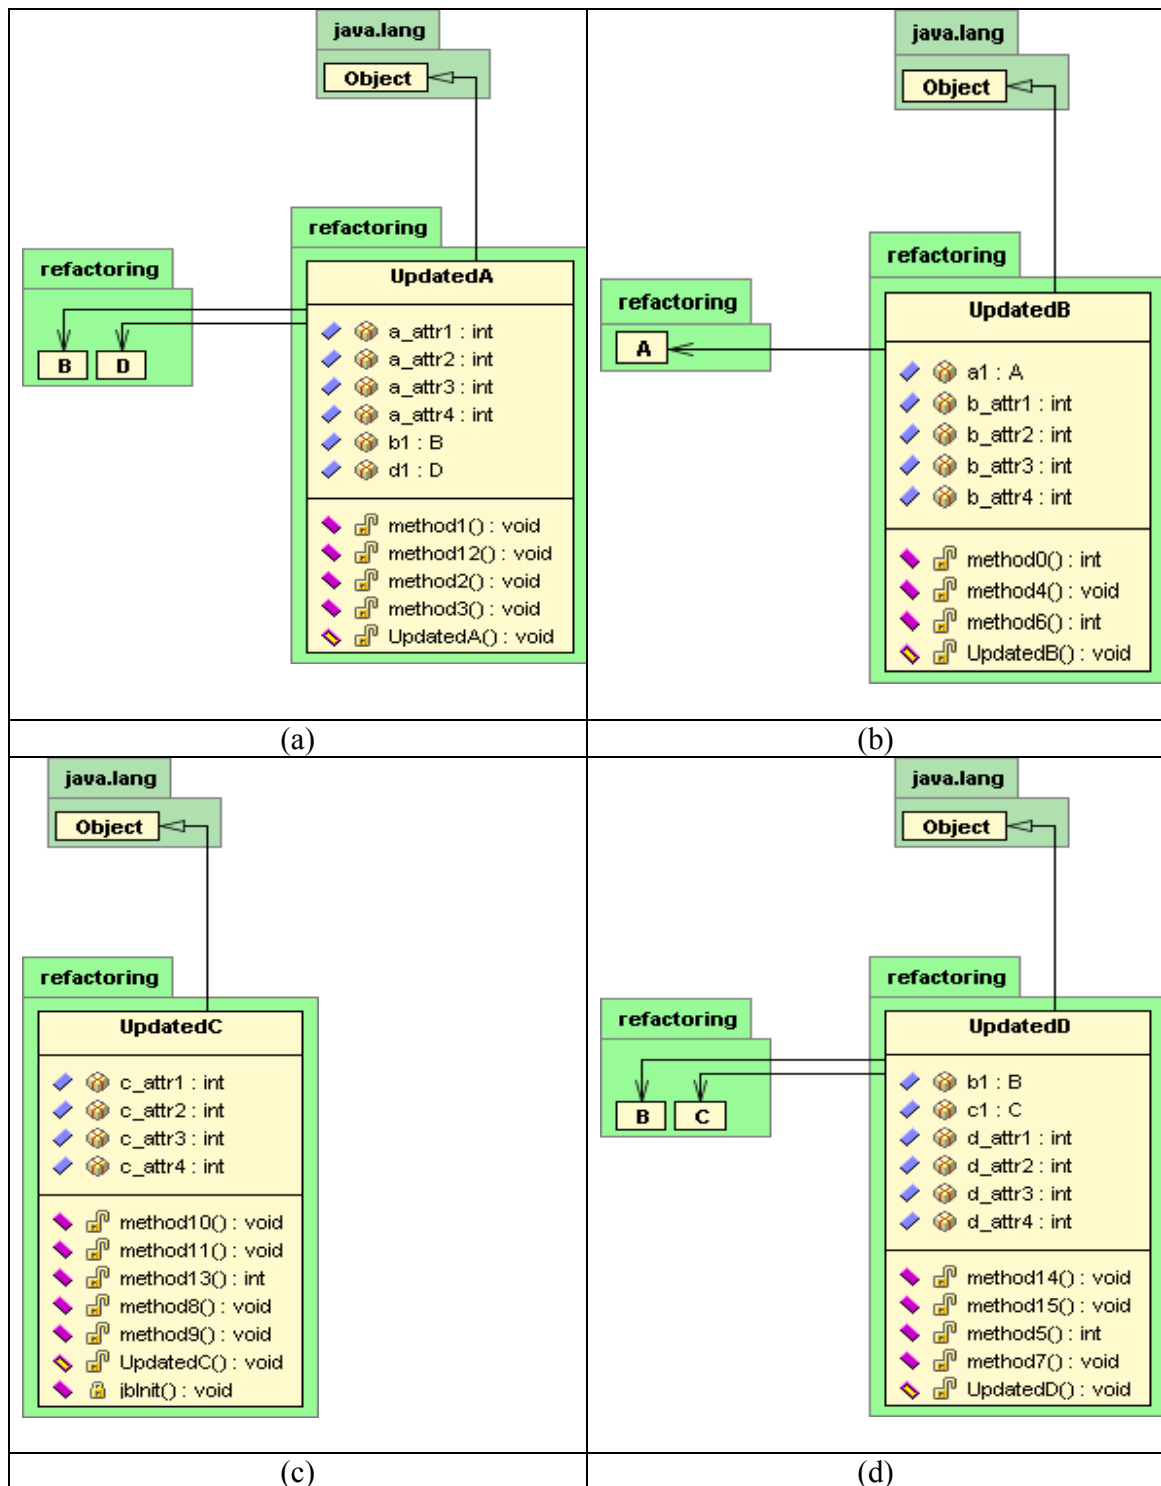 java.lang
Object
refactoring
B
D
refactoring
UpdatedA
a_attr1 : int
a_attr2 : int
a_attr3 : int
a_attr4 : int
b1 : B
d1 : D
method1() : void
method12() : void
method2() : void
method3() : void
UpdatedA() : void
(a)
java.lang
Object
refactoring
A
refactoring
UpdatedB
a1 : A
b_attr1 : int
b_attr2 : int
b_attr3 : int
b_attr4 : int
method0() : int
method4() : void
method6() : int
UpdatedB() : void
(b)
java.lang
Object
refactoring
UpdatedC
c_attr1 : int
c_attr2 : int
c_attr3 : int
c_attr4 : int
method10() : void
method11() : void
method13() : int
method8() : void
method9() : void
UpdatedC() : void
jbInit() : void
(c)
java.lang
Object
refactoring
B
C
refactoring
UpdatedD
b1 : B
c1 : C
d_attr1 : int
d_attr2 : int
d_attr3 : int
d_attr4 : int
method14() : void
method15() : void
method5() : int
method7() : void
UpdatedD() : void
(d)